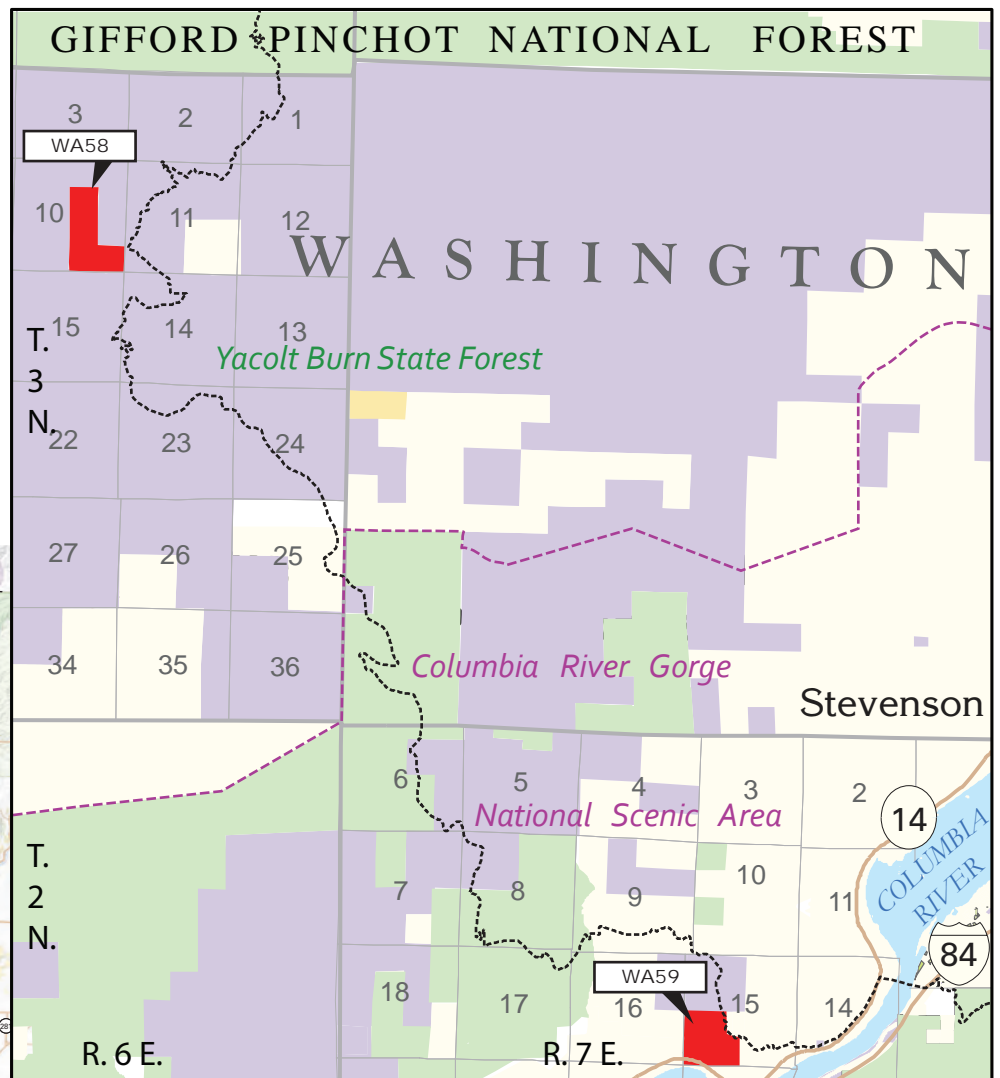 GIFFORD PINCHOT NATIONAL FOREST
3 2 1
WA58
10 11 12
WASHINGTON
T.
3
N.
15 14 13
Yacolt Burn State Forest
22 23 24
27 26 25
34 35 36
Columbia River Gorge
Stevenson
6 5 4 3 2
National Scenic Area
14
COLUMBIA
RIVER
T.
2
N.
7 8 9 10 11
84
WA59
18 17 16 15 14
R. 6 E. R. 7 E.